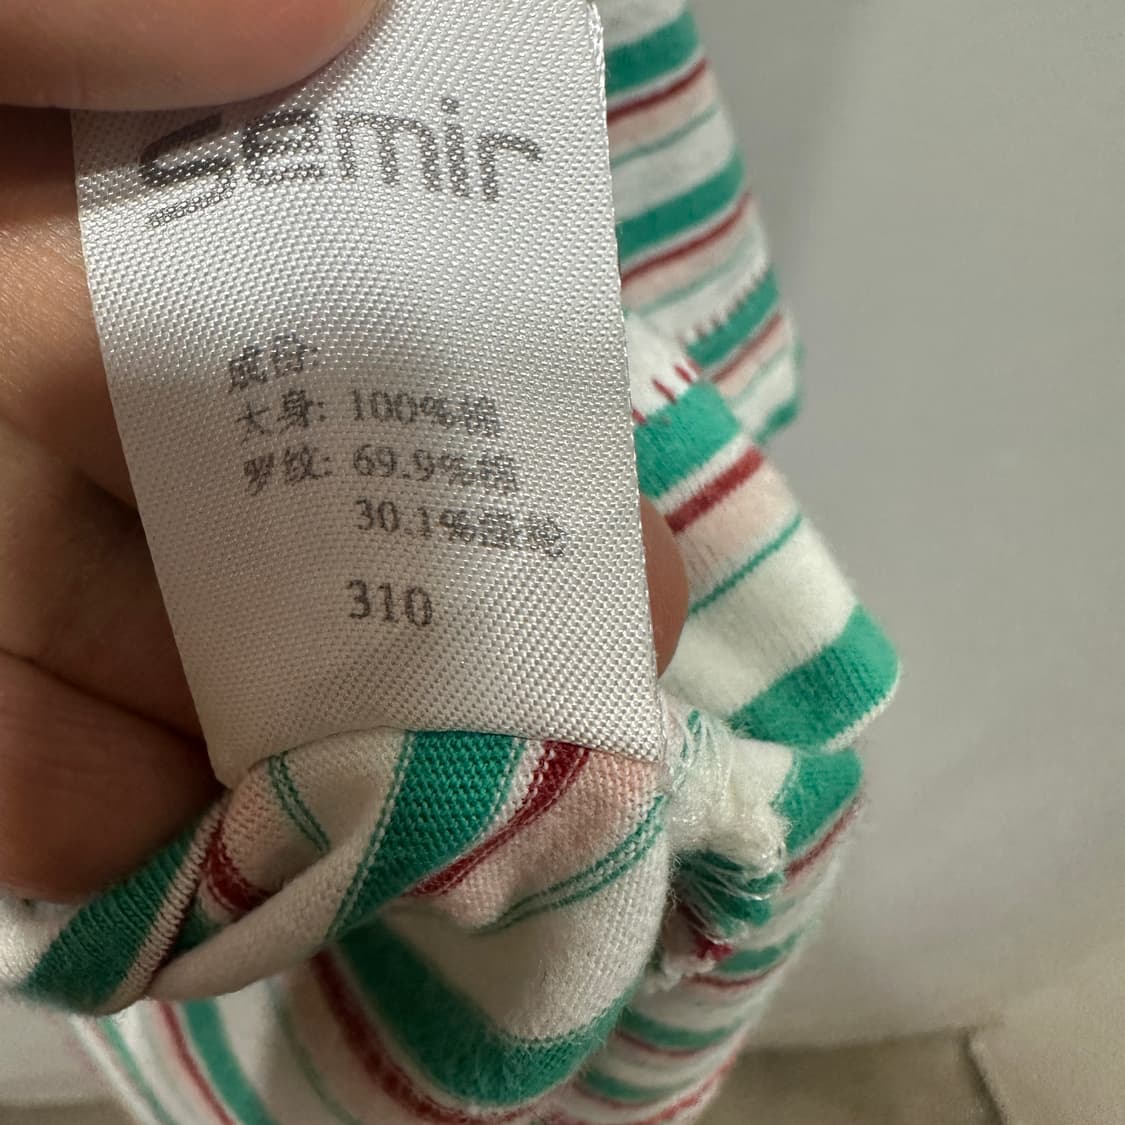 semir
成份:
大身: 100%棉
罗纹: 69.9%棉
30.1%涤纶
310